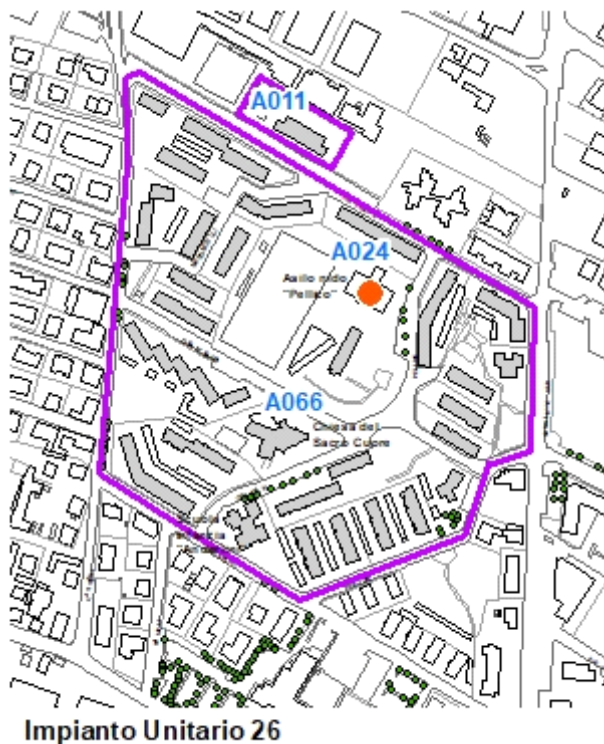 A011
A024
Asilo nido
"Pellico"
A066
Chiesa del
Sacro Cuore
Impianto Unitario 26